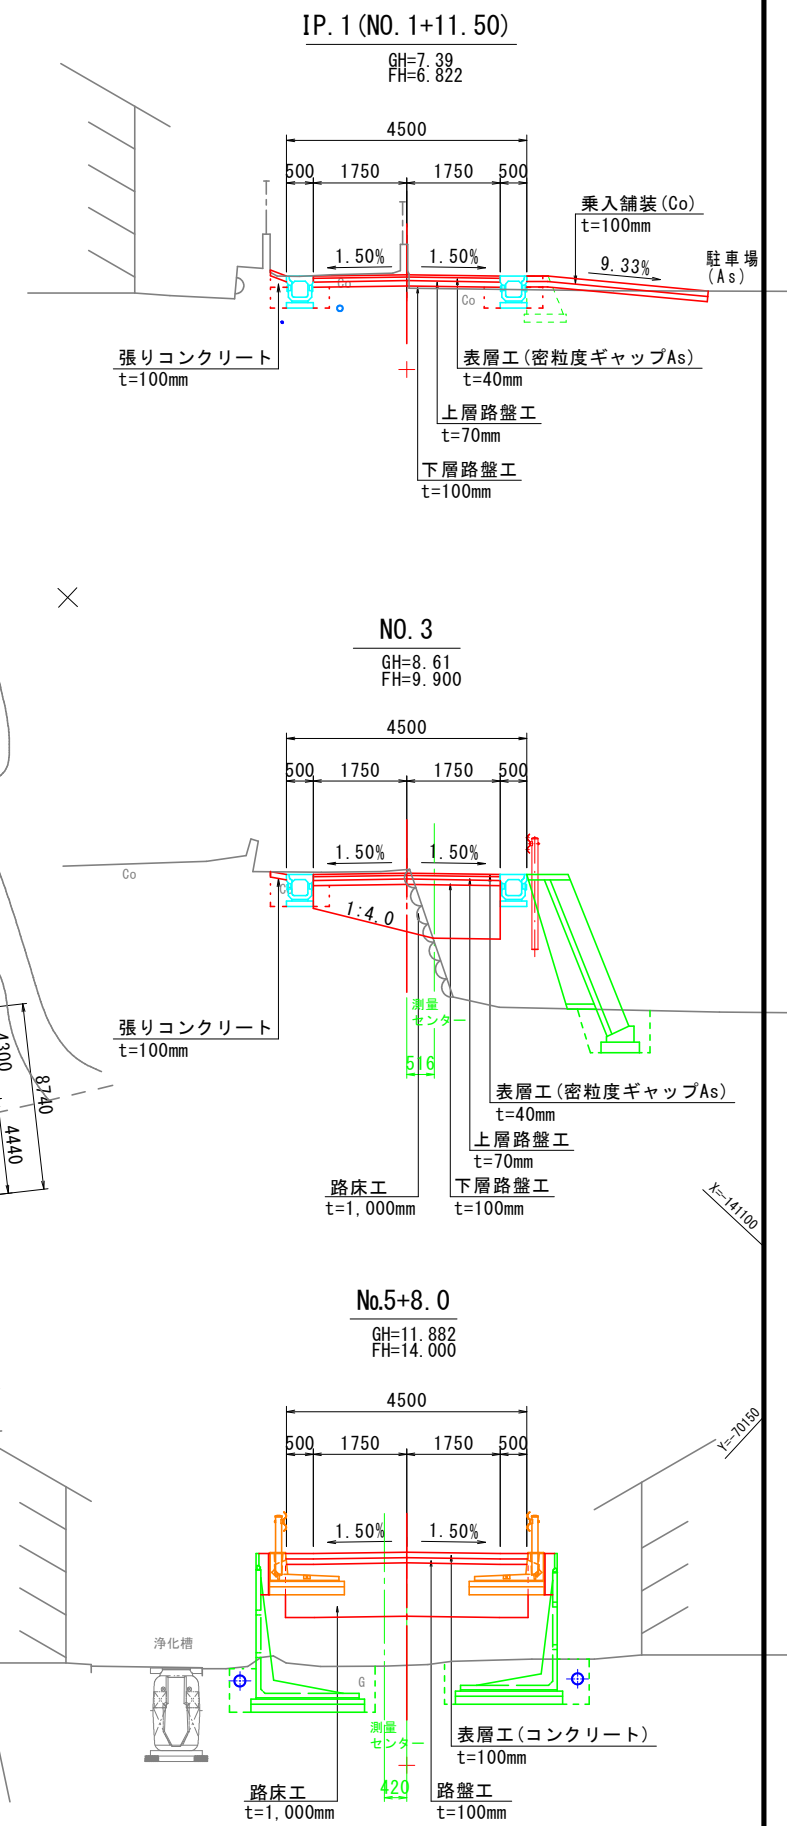 IP.1(NO.1+11.50)
GH=7.39
FH=6.822
4500
500 1750 1750 500
乗入舗装(Co)
t=100mm
1.50% 1.50%
9.33%
駐車場
(As)
Co
Co
張りコンクリート
t=100mm
表層工(密粒度ギャップAs)
t=40mm
上層路盤工
t=70mm
下層路盤工
t=100mm
NO.3
GH=8.61
FH=9.900
4500
500 1750 1750 500
1.50% 1.50%
Co
Co
1:4.0
測量
センター
張りコンクリート
t=100mm
516
4300
8740
4440
表層工(密粒度ギャップAs)
t=40mm
上層路盤工
t=70mm
路床工
t=1,000mm
下層路盤工
t=100mm
X=-141100
No.5+8.0
GH=11.882
FH=14.000
4500
Y=-70150
500 1750 1750 500
1.50% 1.50%
浄化槽
G
測量
センター
表層工(コンクリート)
t=100mm
420
路床工
t=1,000mm
路盤工
t=100mm